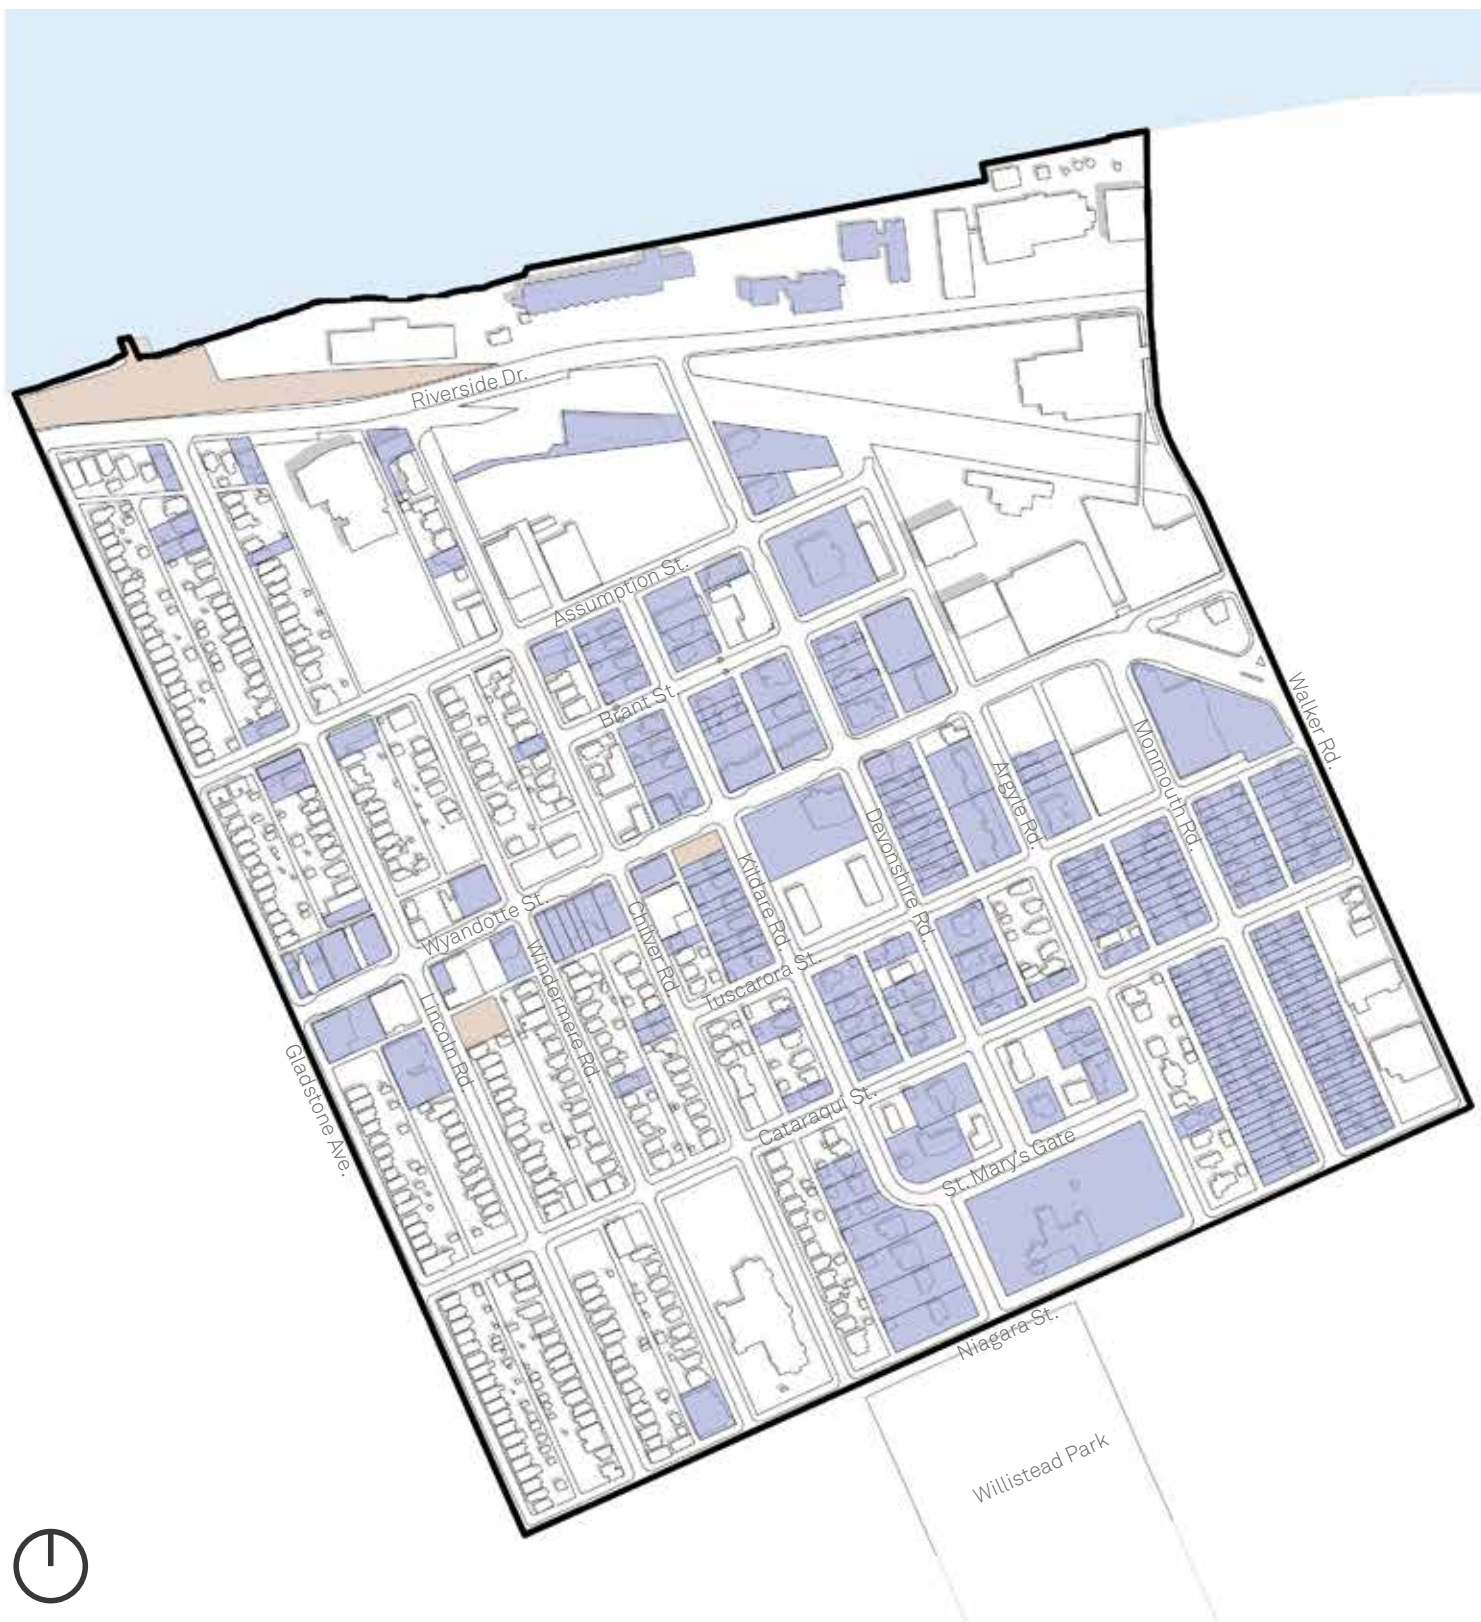 Riverside Dr.
Assumption St.
Brant St.
Walker Rd.
Monmouth Rd.
Argyle Rd.
Devonshire Rd.
Kildare Rd.
Chilver Rd
Wyandotte St.
Windermere Rd.
Tuscarora St.
Lincoln Rd
Gladstone Ave.
Cataraqui St.
St. Mary's Gate
Niagara St.
Willistead Park